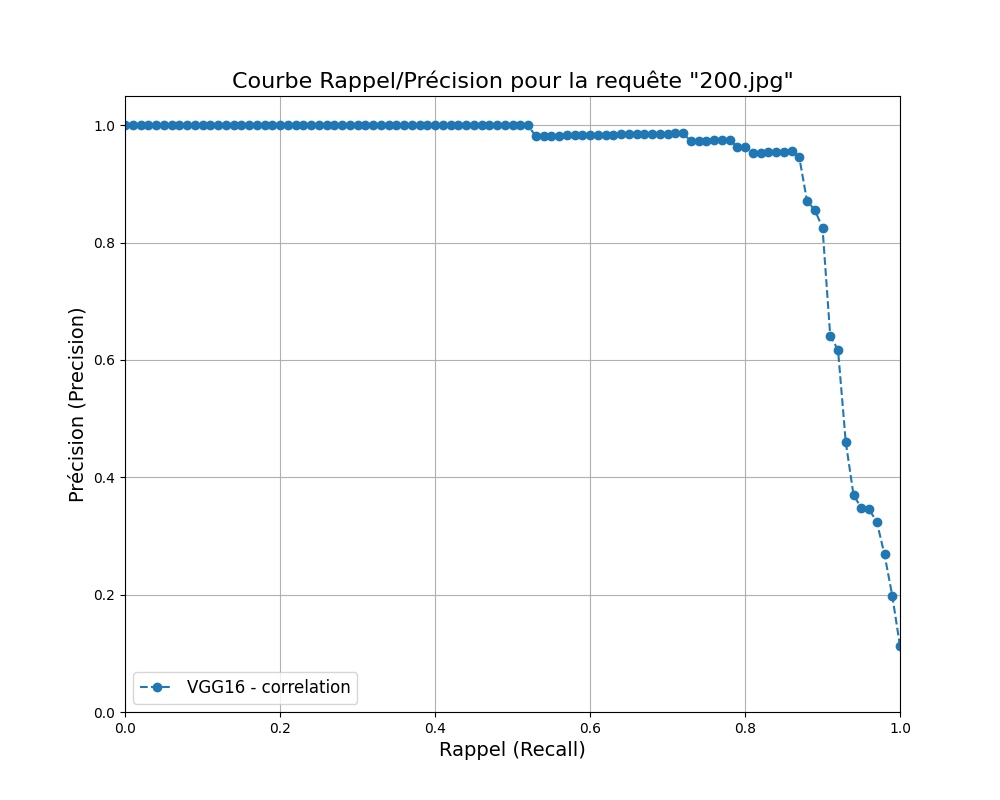 Courbe Rappel/Précision pour la requête "200.jpg"
Précision (Precision)
1.0
0.8
0.6
0.4
0.2
0.0
VGG16 - correlation
0.0 0.2 0.4 0.6 0.8 1.0
Rappel (Recall)